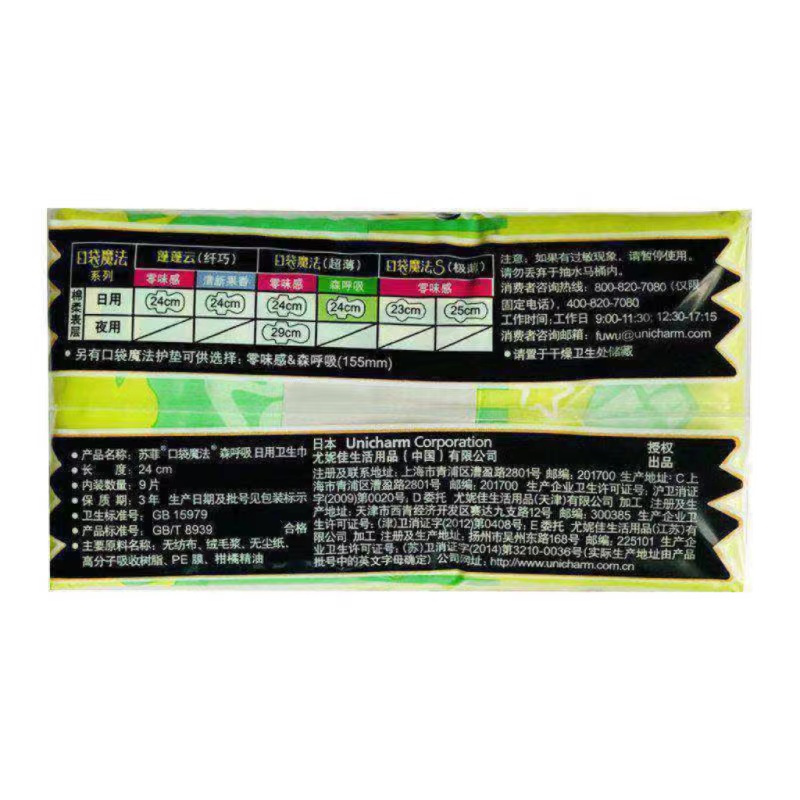 口袋魔法 蓬蓬云(纤巧) 口袋魔法(超薄) 口袋魔法S(极薄)
系列 零味感 清新果香 零味感 森呼吸 零味感
棉柔表层
日用 24cm 24cm 24cm 24cm 23cm 25cm
夜用 29cm
•另有口袋魔法护垫可供选择：零味感&森呼吸(155mm)
注意：如果有过敏现象，请暂停使用。
请勿丢弃于抽水马桶内。
消费者咨询热线：800-820-7080 (仅限
固定电话)，400-820-7080
工作时间：工作日 9:00-11:30; 12:30-17:15
消费者咨询邮箱：fuwu@unicharm.com
•请置于干燥卫生处储藏
•产品名称：苏菲®口袋魔法®森呼吸 日用卫生巾
•长 度：24 cm
•内装数量：9 片
•保 质 期：3年 生产日期及批号见包装标示
•卫生标准号：GB 15979
•产品标准号：GB/T 8939 合格
•主要原料名称：无纺布、绒毛浆、无尘纸、
高分子吸收树脂、PE 膜、柑橘精油
日本 Unicharm Corporation 授权
尤妮佳生活用品（中国）有限公司 出品
注册及联系地址：上海市青浦区漕盈路2801号 邮编：201700 生产地址：C上
海市青浦区漕盈路2801号 邮编：201700 生产企业卫生许可证号：沪卫消证
字(2009)第0020号，D委托 尤妮佳生活用品(天津)有限公司 加工 注册及生
产地址：天津市西青经济开发区赛达九支路12号 邮编：300385 生产企业卫
生许可证号：(津)卫消证字(2012)第0408号；E 委托 尤妮佳生活用品(江苏)有
限公司 加工 注册及生产地址：扬州市吴州东路168号 邮编：225101 生产企
业卫生许可证号：(苏)卫消证字(2014)第3210-0036号(实际生产地址由产品
批号中的英文字母确定) 公司网址：http://www.unicharm.com.cn